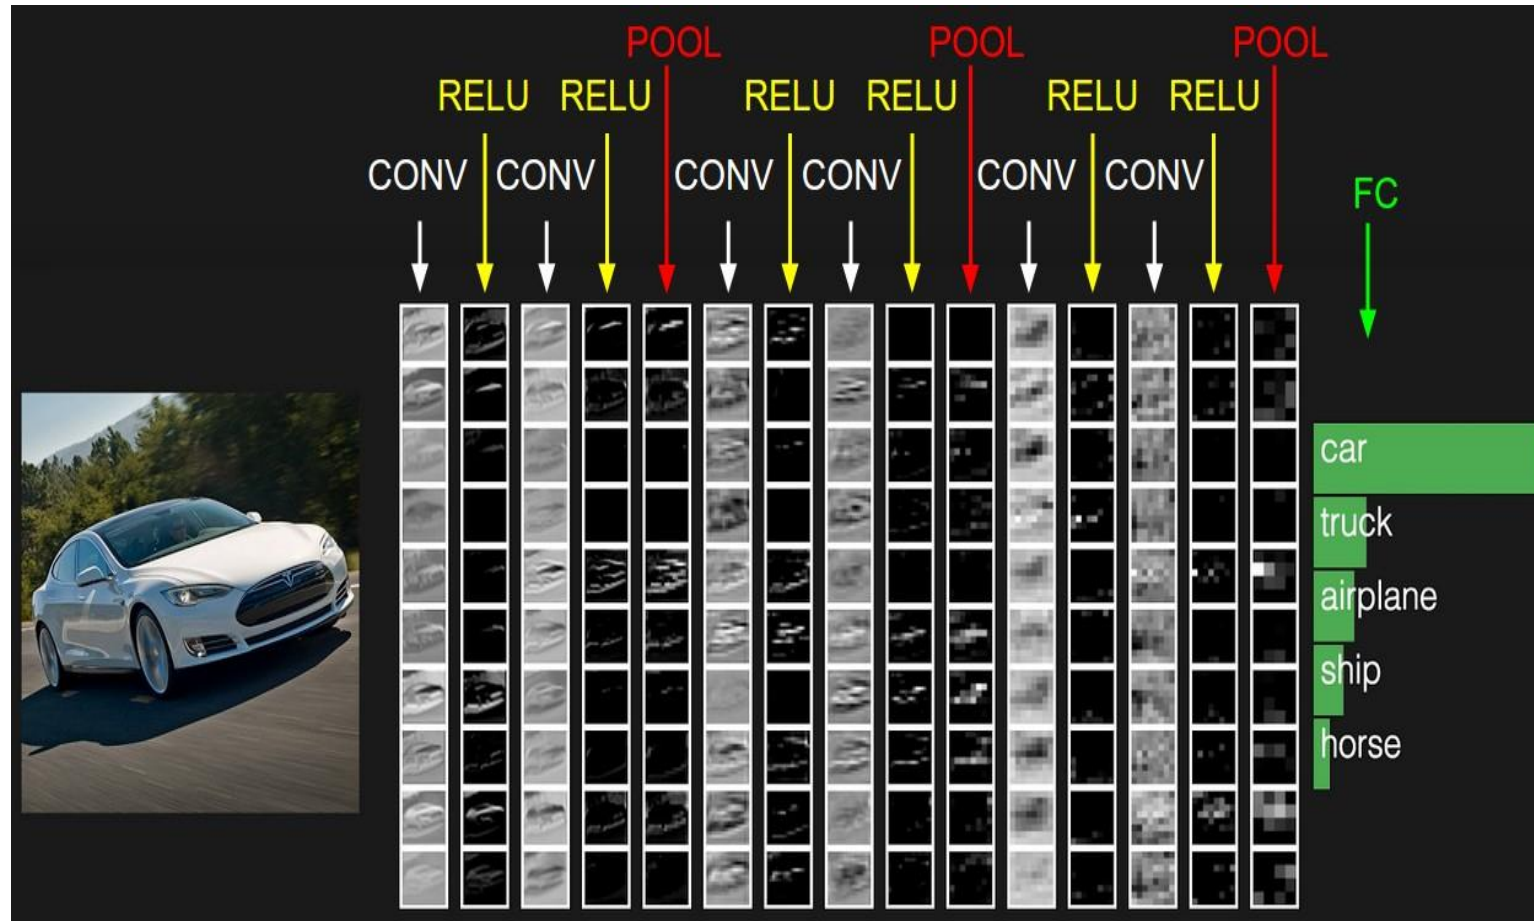 POOL POOL POOL
RELU RELU RELU RELU RELU RELU
CONV CONV CONV CONV CONV CONV
FC
car
truck
airplane
ship
horse